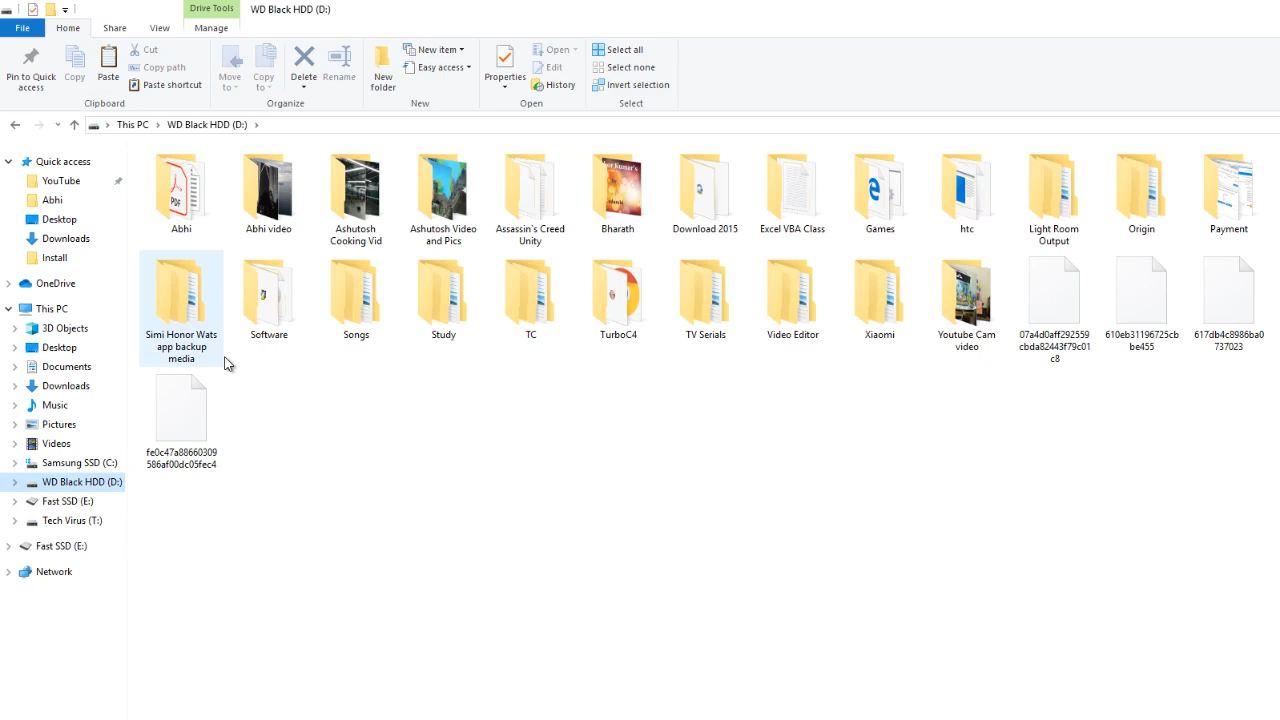 Drive Tools
WD Black HDD (D:)
File
Home
Share
View
Manage
Pin to Quick
access
Copy
Paste
Cut
Copy path
Paste shortcut
Clipboard
Move
to
Copy
to
Delete
Rename
Organize
New
folder
New item
Easy access
New
Properties
Open
Edit
History
Open
Select all
Select none
Invert selection
Select
This PC
WD Black HDD (D:)
Quick access
YouTube
Abhi
Desktop
Downloads
Install
OneDrive
This PC
3D Objects
Desktop
Documents
Downloads
Music
Pictures
Videos
Samsung SSD (C:)
WD Black HDD (D:)
Fast SSD (E:)
Tech Virus (T:)
Fast SSD (E:)
Network
PDF
Abhi
Abhi video
Ashutosh
Cooking Vid
Ashutosh Video
and Pics
Assassin`s Creed
Unity
Bharath
Download 2015
Excel VBA Class
Games
htc
Light Room
Output
Origin
Payment
Simi Honor Wats
app backup
media
Software
Songs
Study
TC
TurboC4
TV Serials
Video Editor
Xiaomi
Youtube Cam
video
07a4d0aff292559
cbda82443f79c01
c8
610eb31196725cb
be455
617db4c8986ba0
737023
fe0c47a88660309
586af00dc05fec4